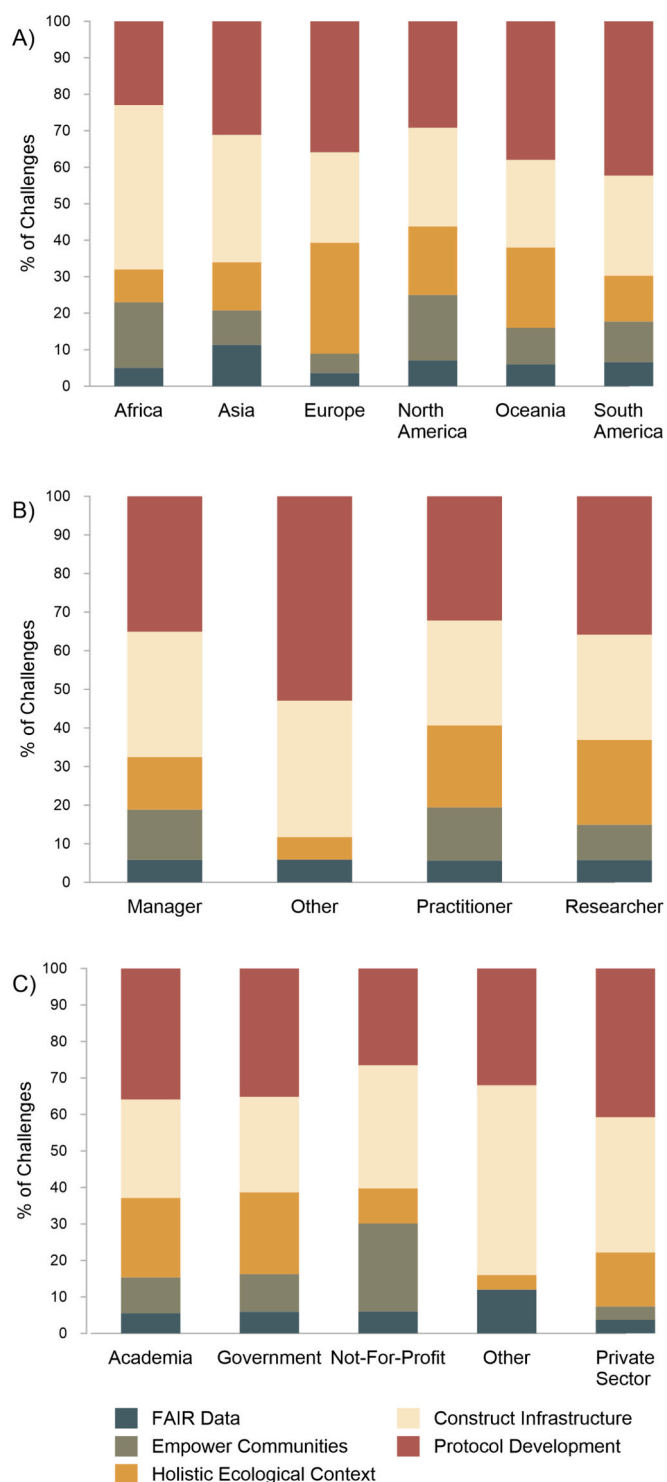 A)
% of Challenges
100
90
80
70
60
50
40
30
20
10
0
Africa Asia Europe North America Oceania South America
B)
% of Challenges
100
90
80
70
60
50
40
30
20
10
0
Manager Other Practitioner Researcher
C)
% of Challenges
100
90
80
70
60
50
40
30
20
10
0
Academia Government Not-For-Profit Other Private Sector
FAIR Data
Empower Communities
Holistic Ecological Context
Construct Infrastructure
Protocol Development